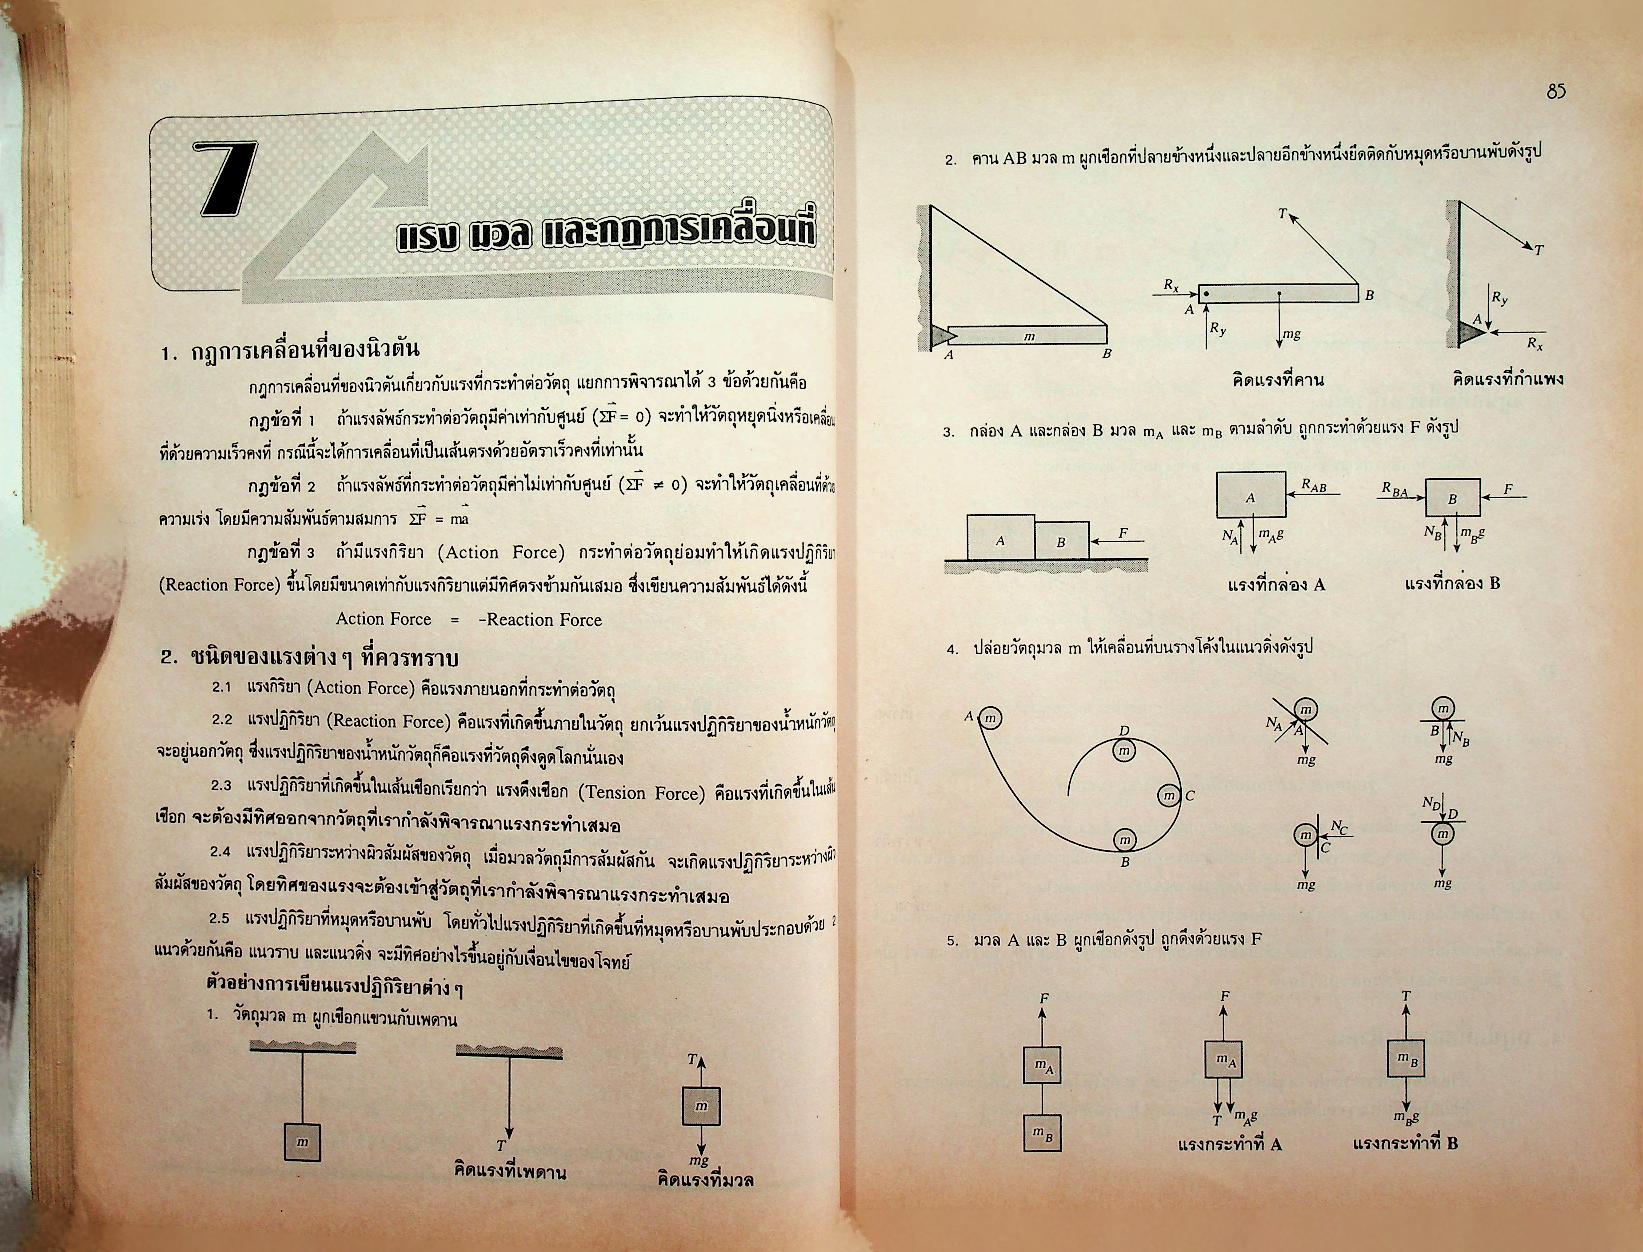 7
แรง มวล และกฎการเคลื่อนที่
1. กฎการเคลื่อนที่ของนิวตัน
กฎการเคลื่อนที่ของนิวตันเกี่ยวกับแรงที่กระทำต่อวัตถุ แยกการพิจารณาได้ 3 ข้อด้วยกันคือ
กฎข้อที่ 1 ถ้าแรงลัพธ์กระทำต่อวัตถุมีค่าเท่ากับศูนย์ (ΣF⃗ = 0) จะทำให้วัตถุหยุดนิ่งหรือเคลื่อน
ที่ด้วยความเร็วคงที่ กรณีนี้จะได้การเคลื่อนที่เป็นเส้นตรงด้วยอัตราเร็วคงที่เท่านั้น
กฎข้อที่ 2 ถ้าแรงลัพธ์ที่กระทำต่อวัตถุมีค่าไม่เท่ากับศูนย์ (ΣF⃗ ≠ 0) จะทำให้วัตถุเคลื่อนที่ด้วย
ความเร่ง โดยมีความสัมพันธ์ตามสมการ ΣF⃗ = ma⃗
กฎข้อที่ 3 ถ้ามีแรงกิริยา (Action Force) กระทำต่อวัตถุย่อมทำให้เกิดแรงปฏิกิริยา
(Reaction Force) ขึ้นโดยมีขนาดเท่ากับแรงกิริยาแต่มีทิศตรงข้ามกันเสมอ ซึ่งเขียนความสัมพันธ์ได้ดังนี้
Action Force = -Reaction Force
2. ชนิดของแรงต่าง ๆ ที่ควรทราบ
2.1 แรงกิริยา (Action Force) คือแรงภายนอกที่กระทำต่อวัตถุ
2.2 แรงปฏิกิริยา (Reaction Force) คือแรงที่เกิดขึ้นภายในวัตถุ ยกเว้นแรงปฏิกิริยาของน้ำหนักวัตถุ
จะอยู่นอกวัตถุ ซึ่งแรงปฏิกิริยาของน้ำหนักวัตถุก็คือแรงที่วัตถุดึงดูดโลกนั่นเอง
2.3 แรงปฏิกิริยาที่เกิดขึ้นในเส้นเชือกเรียกว่า แรงตึงเชือก (Tension Force) คือแรงที่เกิดขึ้นในเส้น
เชือก จะต้องมีทิศออกจากวัตถุที่เรากำลังพิจารณาแรงกระทำเสมอ
2.4 แรงปฏิกิริยาระหว่างผิวสัมผัสของวัตถุ เมื่อมวลวัตถุมีการสัมผัสกัน จะเกิดแรงปฏิกิริยาระหว่างผิว
สัมผัสของวัตถุ โดยทิศของแรงจะต้องเข้าสู่วัตถุที่เรากำลังพิจารณาแรงกระทำเสมอ
2.5 แรงปฏิกิริยาที่หมุดหรือบานพับ โดยทั่วไปแรงปฏิกิริยาที่เกิดขึ้นที่หมุดหรือบานพับประกอบด้วย 2
แนวด้วยกันคือ แนวราบ และแนวดิ่ง จะมีทิศอย่างไรขึ้นอยู่กับเงื่อนไขของโจทย์
ตัวอย่างการเขียนแรงปฏิกิริยาต่าง ๆ
1. วัตถุมวล m ผูกเชือกแขวนกับเพดาน
m
T
คิดแรงที่เพดาน
T
m
mg
คิดแรงที่มวล
85
2. คาน AB มวล m ผูกเชือกที่ปลายข้างหนึ่งและปลายอีกข้างหนึ่งยึดติดกับหมุดหรือบานพับดังรูป
m
A B
T
Rx
A
B
Ry
mg
คิดแรงที่คาน
T
Ry
A
Rx
คิดแรงที่กำแพง
3. กล่อง A และกล่อง B มวล mA และ mB ตามลำดับ ถูกกระทำด้วยแรง F ดังรูป
A B F
A RAB
NA mAg
แรงที่กล่อง A
RBA B F
NB mBg
แรงที่กล่อง B
4. ปล่อยวัตถุมวล m ให้เคลื่อนที่บนรางโค้งในแนวดิ่งดังรูป
A m
D
m
m C
m
B
m
NA A
mg
m
B NB
mg
m NC
C
mg
ND D
m
mg
5. มวล A และ B ผูกเชือกดังรูป ถูกดึงด้วยแรง F
F
mA
mB
F
mA
T mAg
แรงกระทำที่ A
T
mB
mBg
แรงกระทำที่ B